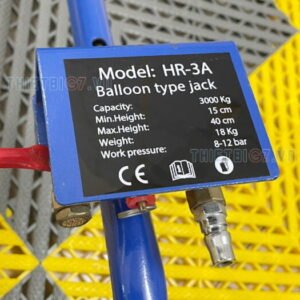 Model: HR-3A
Balloon type jack
Capacity: 3000 Kg
Min.Height: 15 cm
Max.Height: 40 cm
Weight: 18 Kg
Work pressure: 8-12 bar
CE
THIETBI07.V